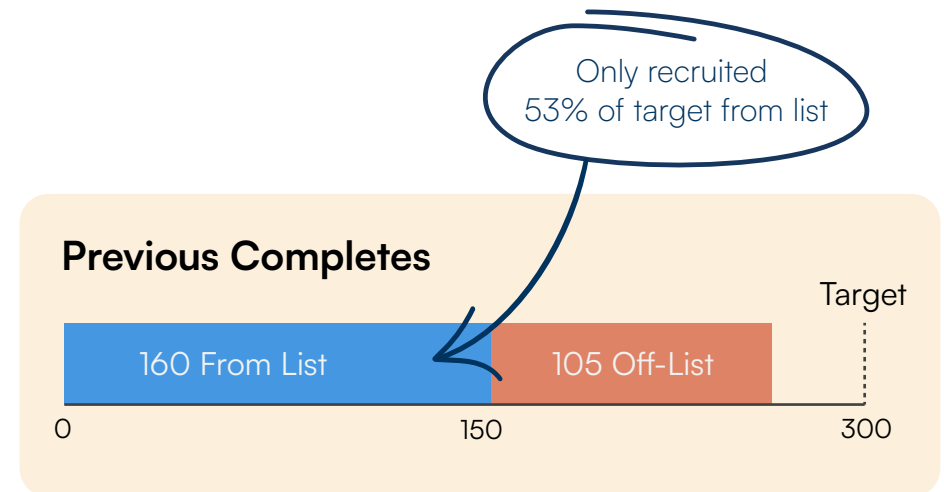 Only recruited
53% of target from list
Previous Completes
Target
160 From List
105 Off-List
0
150
300